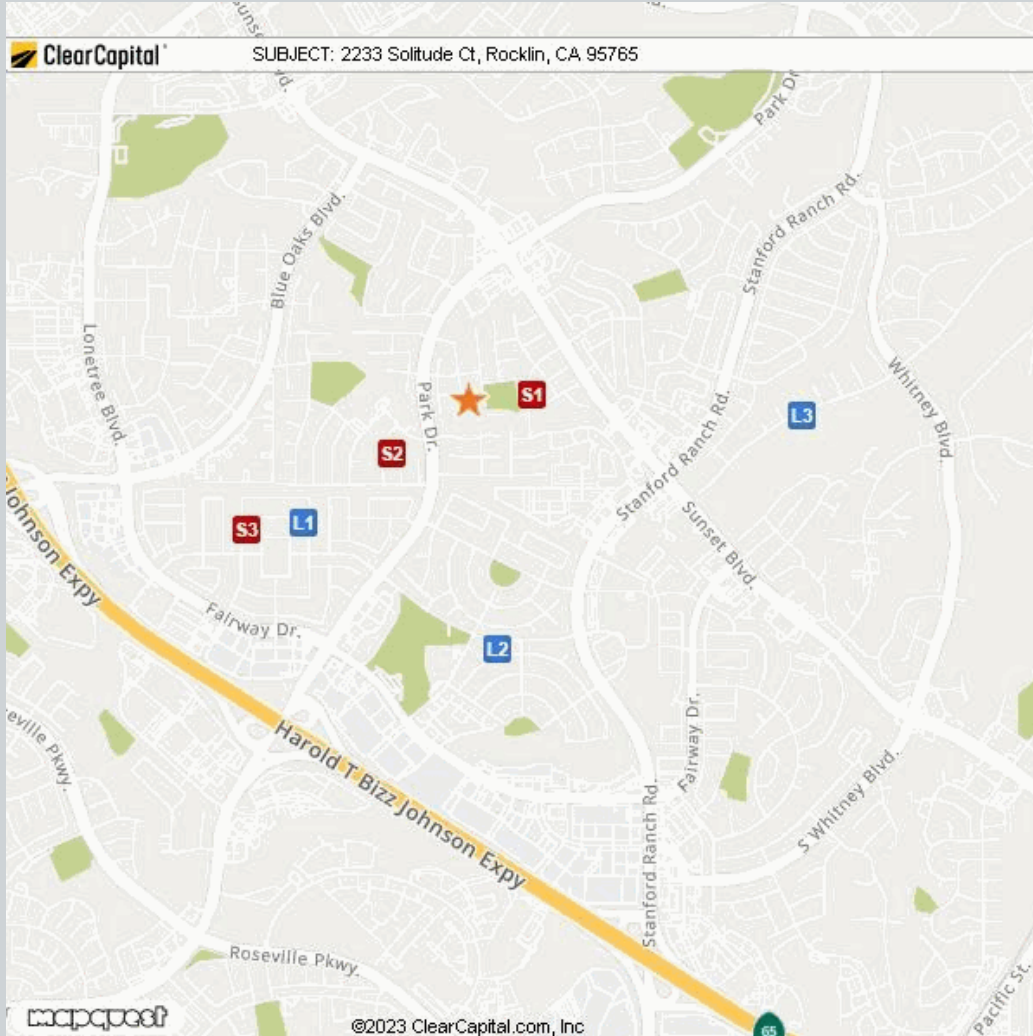 ClearCapital
SUBJECT: 2233 Solitude Ct, Rocklin, CA 95765
Park Dr.
Stanford Ranch Rd.
Blue Oaks Blvd.
Lonetree Blvd.
Park Dr.
S1
Whitney Blvd.
L3
S2
Stanford Ranch Rd.
S3
L1
Sunset Blvd.
Johnson Expy
Fairway Dr.
L2
Fairway Dr.
Harold T Bizz Johnson Expy
Pkwy.
S Whitney Blvd.
Stanford Ranch Rd.
Roseville Pkwy.
Pacific St.
65
mapquest
©2023 ClearCapital.com, Inc